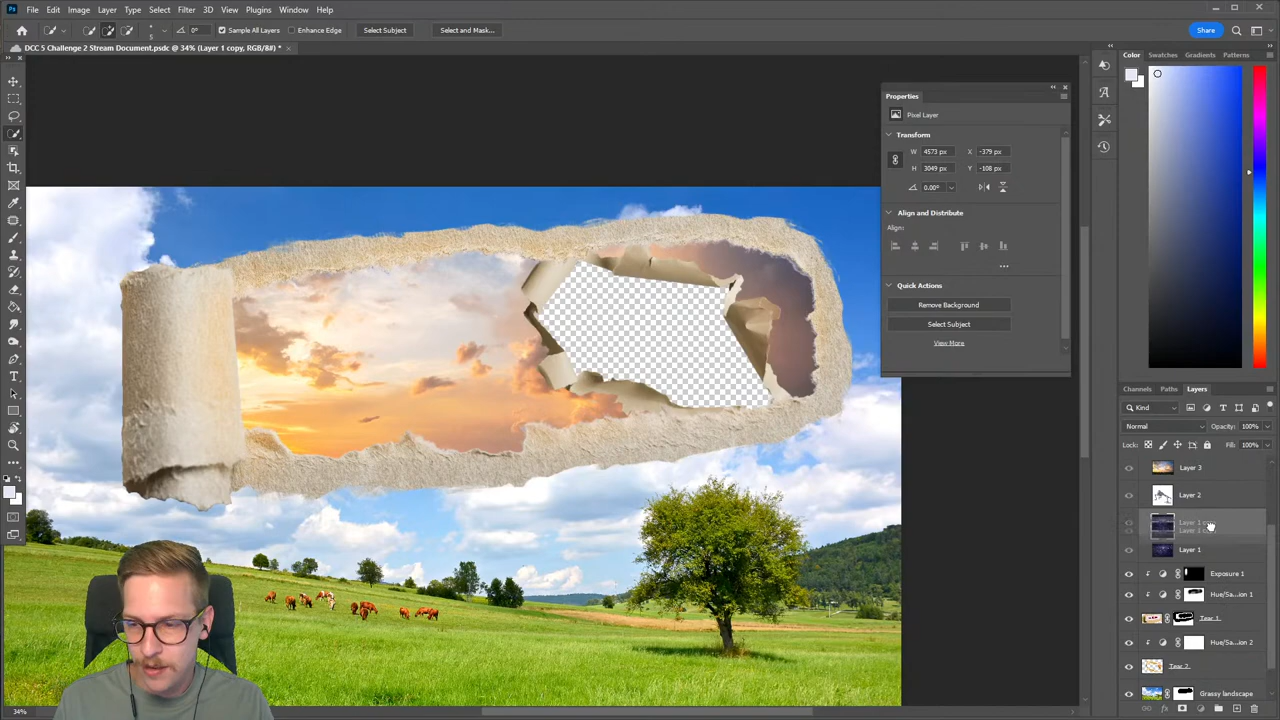 Ps File Edit Image Layer Type Select Filter 3D View Plugins Window Help
5 0° Sample All Layers Enhance Edge Select Subject Select and Mask... Share
DCC 5 Challenge 2 Stream Document.psdc @ 34% (Layer 1 copy, RGB/8#) *
Color Swatches Gradients Patterns
Properties
Pixel Layer
Transform
W 4573 px X -379 px
H 3049 px Y -108 px
0.00°
Align and Distribute
Align:
Quick Actions
Remove Background
Select Subject
View More
Channels Paths Layers
Kind
Normal Opacity: 100%
Lock: Fill: 100%
Layer 3
Layer 2
Layer 1
Exposure 1
Hue/Sa...ion 1
Tear 1
Hue/Sa...ion 2
Tear 2
Grassy landscape
34%